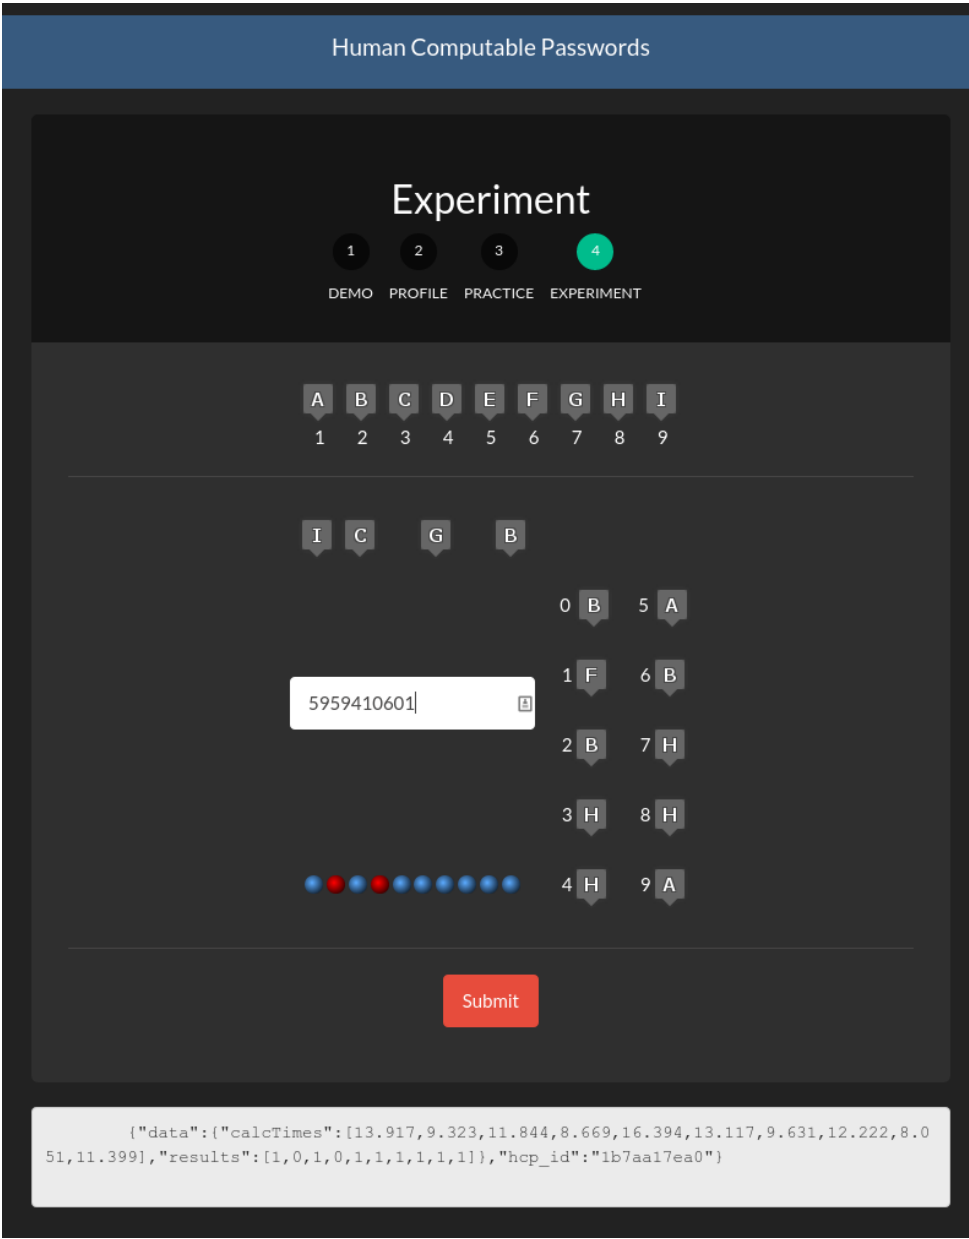 Human Computable Passwords
Experiment
1 2 3 4
DEMO PROFILE PRACTICE EXPERIMENT
A B C D E F G H I
1 2 3 4 5 6 7 8 9
I C G B
0 B 5 A
1 F 6 B
5959410601
2 B 7 H
3 H 8 H
4 H 9 A
Submit
{"data":{"calcTimes":[13.917,9.323,11.844,8.669,16.394,13.117,9.631,12.222,8.0
51,11.399],"results":[1,0,1,0,1,1,1,1,1,1]},"hcp_id":"1b7aa17ea0"}